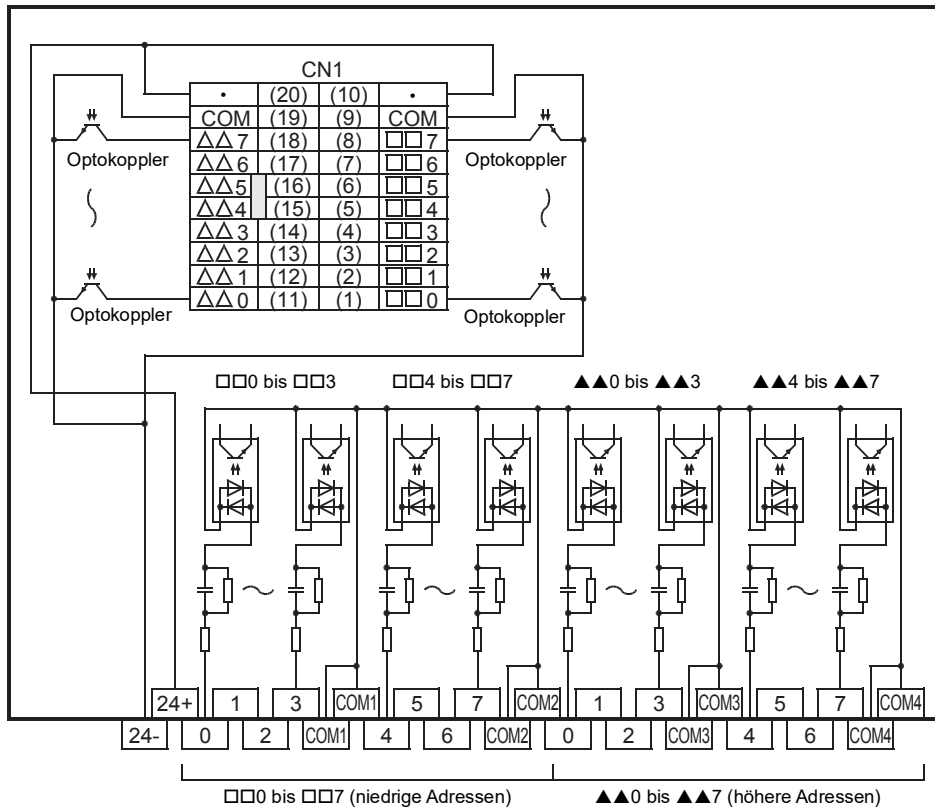 CN1
• (20) (10) •
COM (19) (9) COM
△△7 (18) (8) □□7
△△6 (17) (7) □□6
△△5 (16) (6) □□5
△△4 (15) (5) □□4
△△3 (14) (4) □□3
△△2 (13) (3) □□2
△△1 (12) (2) □□1
△△0 (11) (1) □□0
Optokoppler
Optokoppler
Optokoppler
Optokoppler
□□0 bis □□3 □□4 bis □□7 ▲▲0 bis ▲▲3 ▲▲4 bis ▲▲7
24+ 1 3 COM1 5 7 COM2 1 3 COM3 5 7 COM4
24- 0 2 COM1 4 6 COM2 0 2 COM3 4 6 COM4
□□0 bis □□7 (niedrige Adressen) ▲▲0 bis ▲▲7 (höhere Adressen)